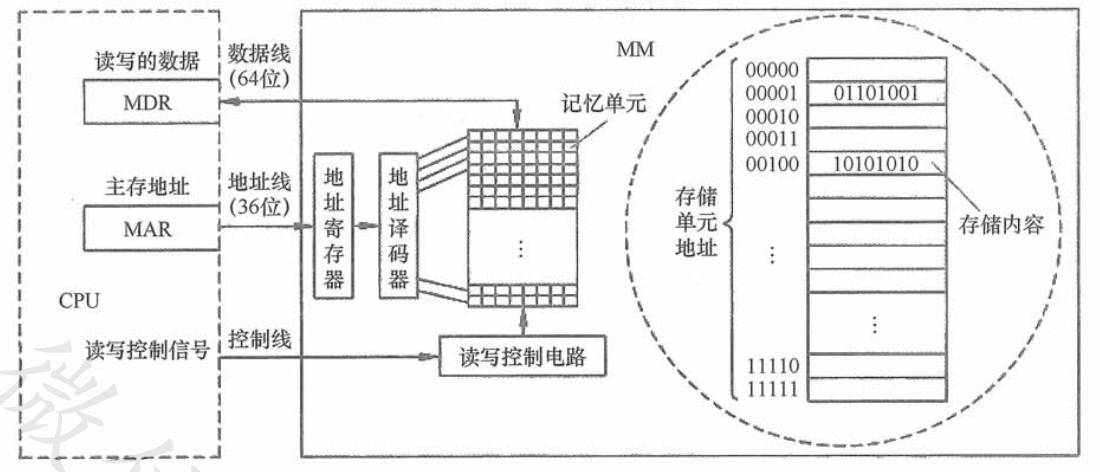 读写的数据
MDR
数据线
(64位)
主存地址
MAR
地址线
(36位)
CPU
读写控制信号
控制线
MM
地址寄存器
地址译码器
记忆单元
⋮
读写控制电路
存储
单元
地址
00000
00001 01101001
00010
00011
00100 10101010
⋮
⋮
11110
11111
存储内容
微